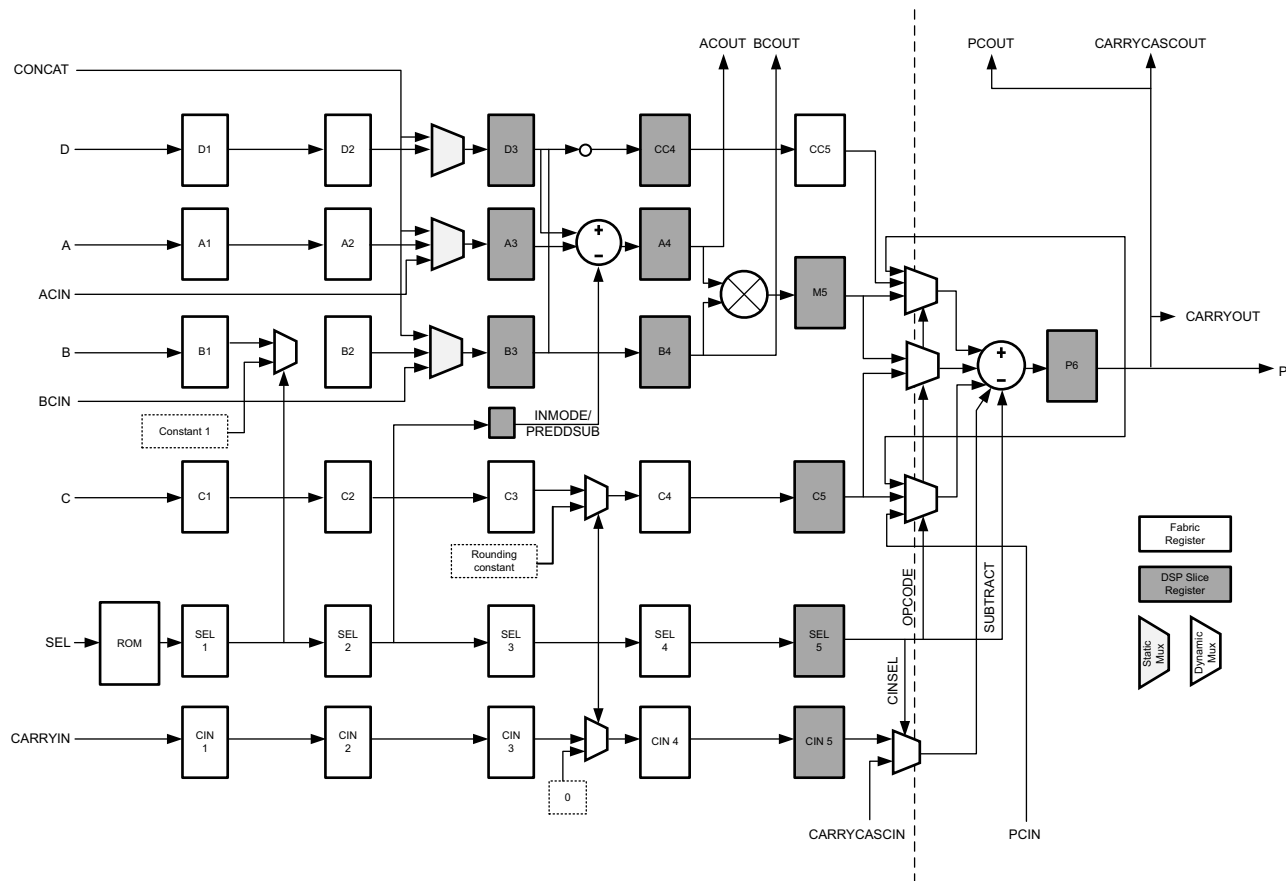 ACOUT BCOUT
PCOUT
CARRYCASCOUT
CONCAT
D
D1
D2
D3
CC4
CC5
A
A1
A2
A3
+
−
A4
ACIN
M5
CARRYOUT
B
B1
B2
B3
B4
+
−
P6
P
BCIN
Constant 1
INMODE/
PREDDSUB
C
C1
C2
C3
C4
C5
Rounding
constant
Fabric
Register
DSP Slice
Register
Static
Mux
Dynamic
Mux
OPCODE
SUBTRACT
SEL
ROM
SEL
1
SEL
2
SEL
3
SEL
4
SEL
5
CINSEL
CARRYIN
CIN
1
CIN
2
CIN
3
CIN 4
CIN 5
0
CARRYCASCIN
PCIN